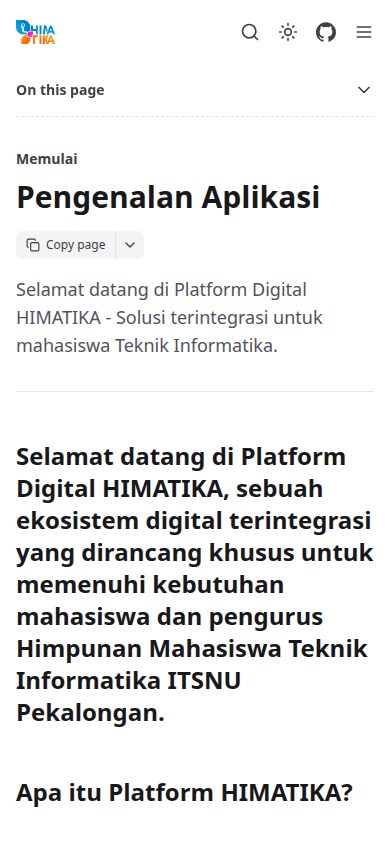 HIMA
TIKA
On this page
Memulai
Pengenalan Aplikasi
Copy page
Selamat datang di Platform Digital
HIMATIKA - Solusi terintegrasi untuk
mahasiswa Teknik Informatika.
Selamat datang di Platform
Digital HIMATIKA, sebuah
ekosistem digital terintegrasi
yang dirancang khusus untuk
memenuhi kebutuhan
mahasiswa dan pengurus
Himpunan Mahasiswa Teknik
Informatika ITSNU
Pekalongan.
Apa itu Platform HIMATIKA?